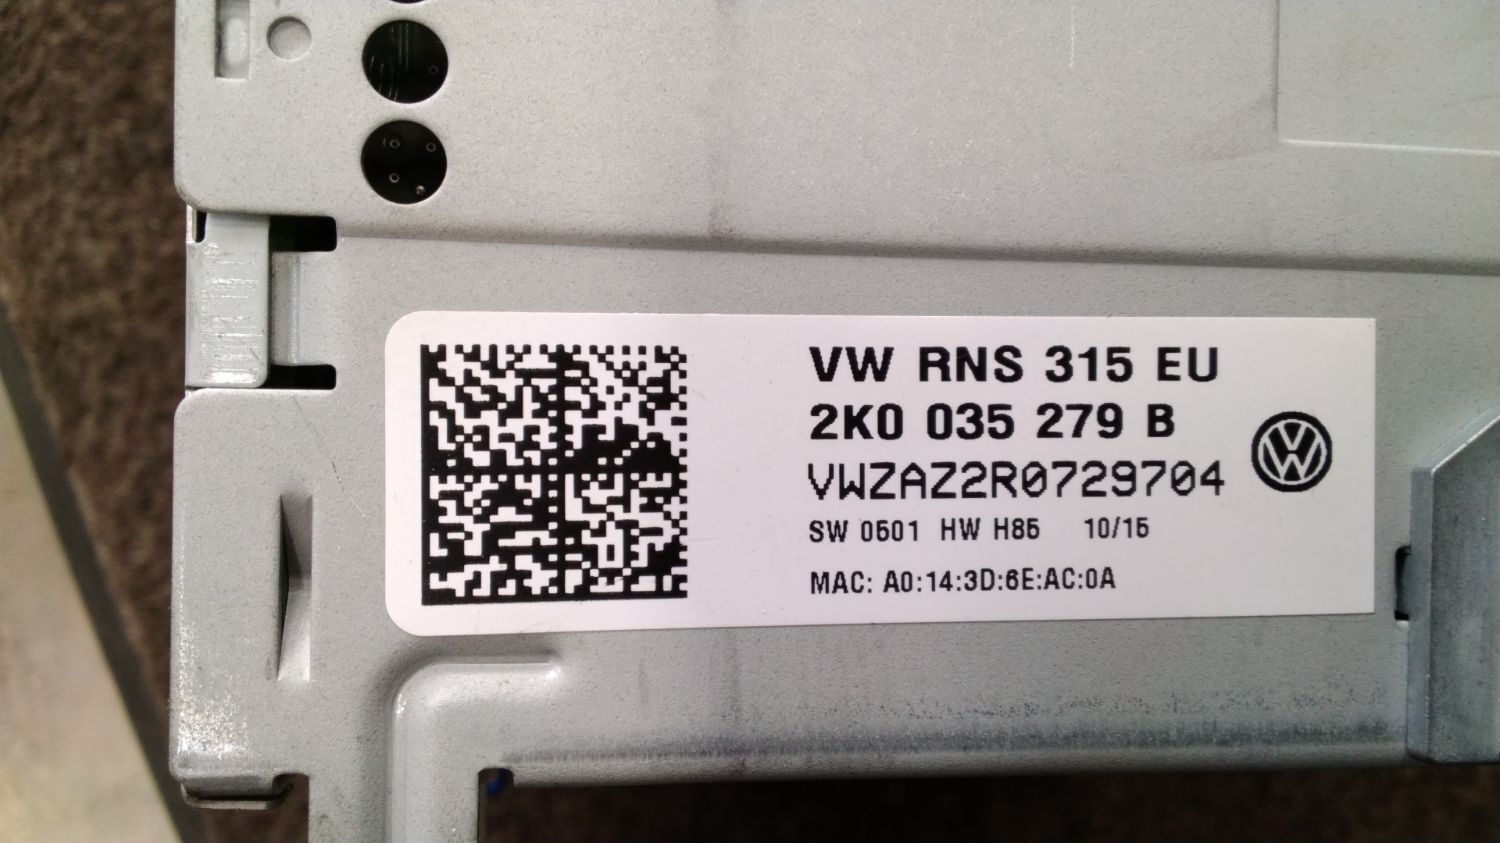 VW RNS 315 EU
2K0 035 279 B
VWZAZ2R0729704
SW 0501 HW H85 10/15
MAC: A0:14:3D:6E:AC:0A